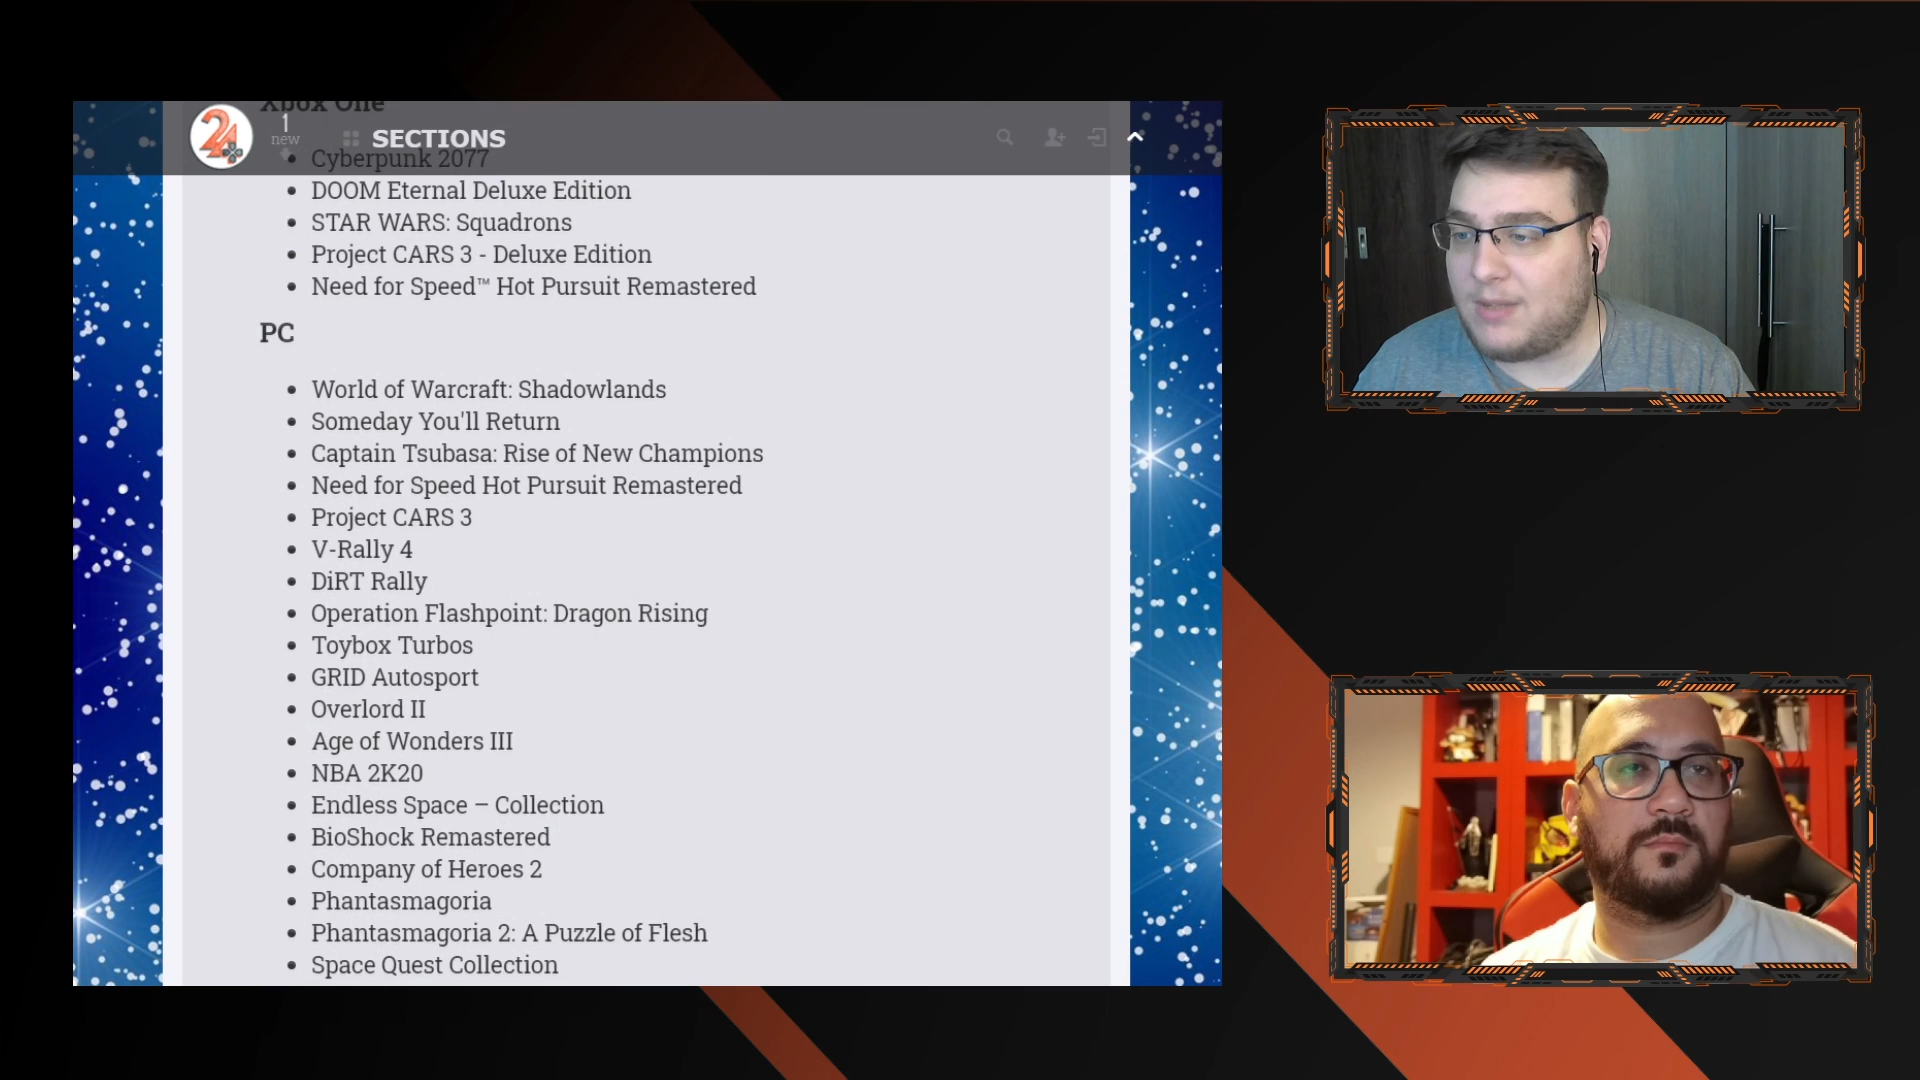 Xbox One
24
1
new
SECTIONS
Cyberpunk 2077
DOOM Eternal Deluxe Edition
STAR WARS: Squadrons
Project CARS 3 - Deluxe Edition
Need for Speed™ Hot Pursuit Remastered
PC
World of Warcraft: Shadowlands
Someday You'll Return
Captain Tsubasa: Rise of New Champions
Need for Speed Hot Pursuit Remastered
Project CARS 3
V-Rally 4
DiRT Rally
Operation Flashpoint: Dragon Rising
Toybox Turbos
GRID Autosport
Overlord II
Age of Wonders III
NBA 2K20
Endless Space – Collection
BioShock Remastered
Company of Heroes 2
Phantasmagoria
Phantasmagoria 2: A Puzzle of Flesh
Space Quest Collection